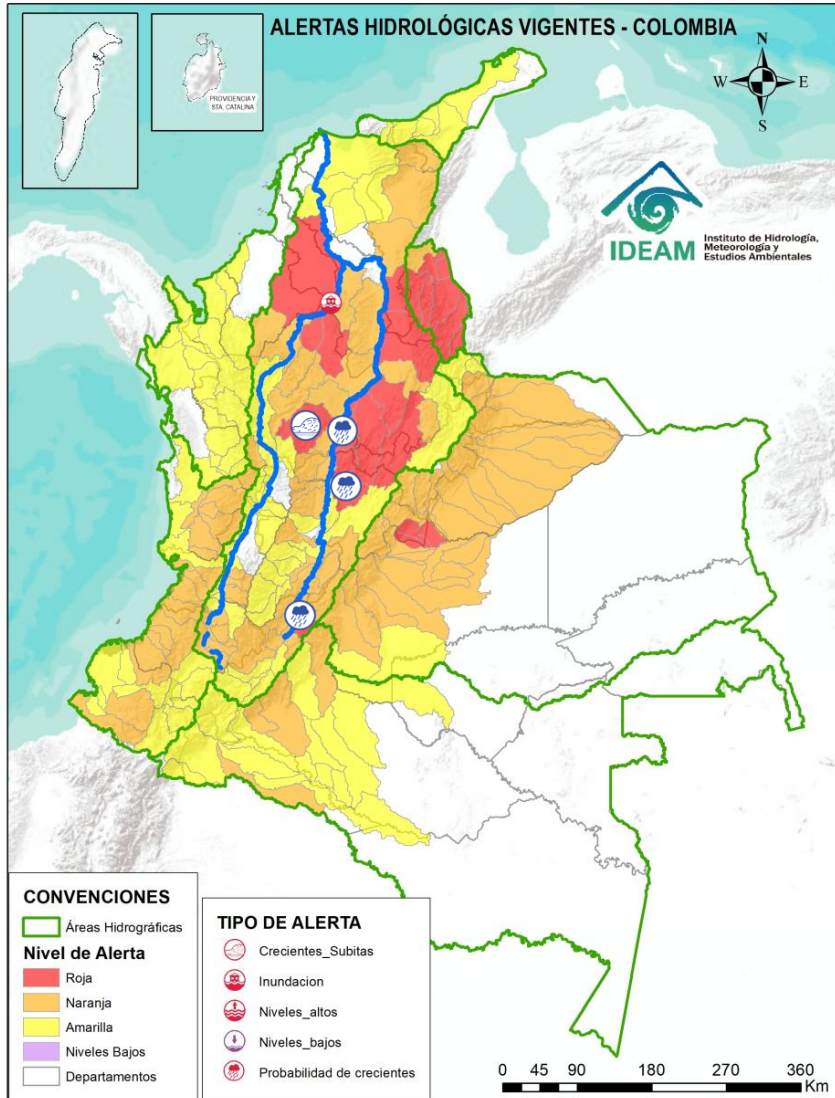 ALERTAS HIDROLÓGICAS VIGENTES - COLOMBIA
PROVIDENCIA Y
STA. CATALINA
N
W
E
S
IDEAM
Instituto de Hidrología,
Meteorología y
Estudios Ambientales
CONVENCIONES
Áreas Hidrográficas
Nivel de Alerta
Roja
Naranja
Amarilla
Niveles Bajos
Departamentos
TIPO DE ALERTA
Crecientes_Subitas
Inundacion
Niveles_altos
Niveles_bajos
Probabilidad de crecientes
0 45 90 180 270 360
Km